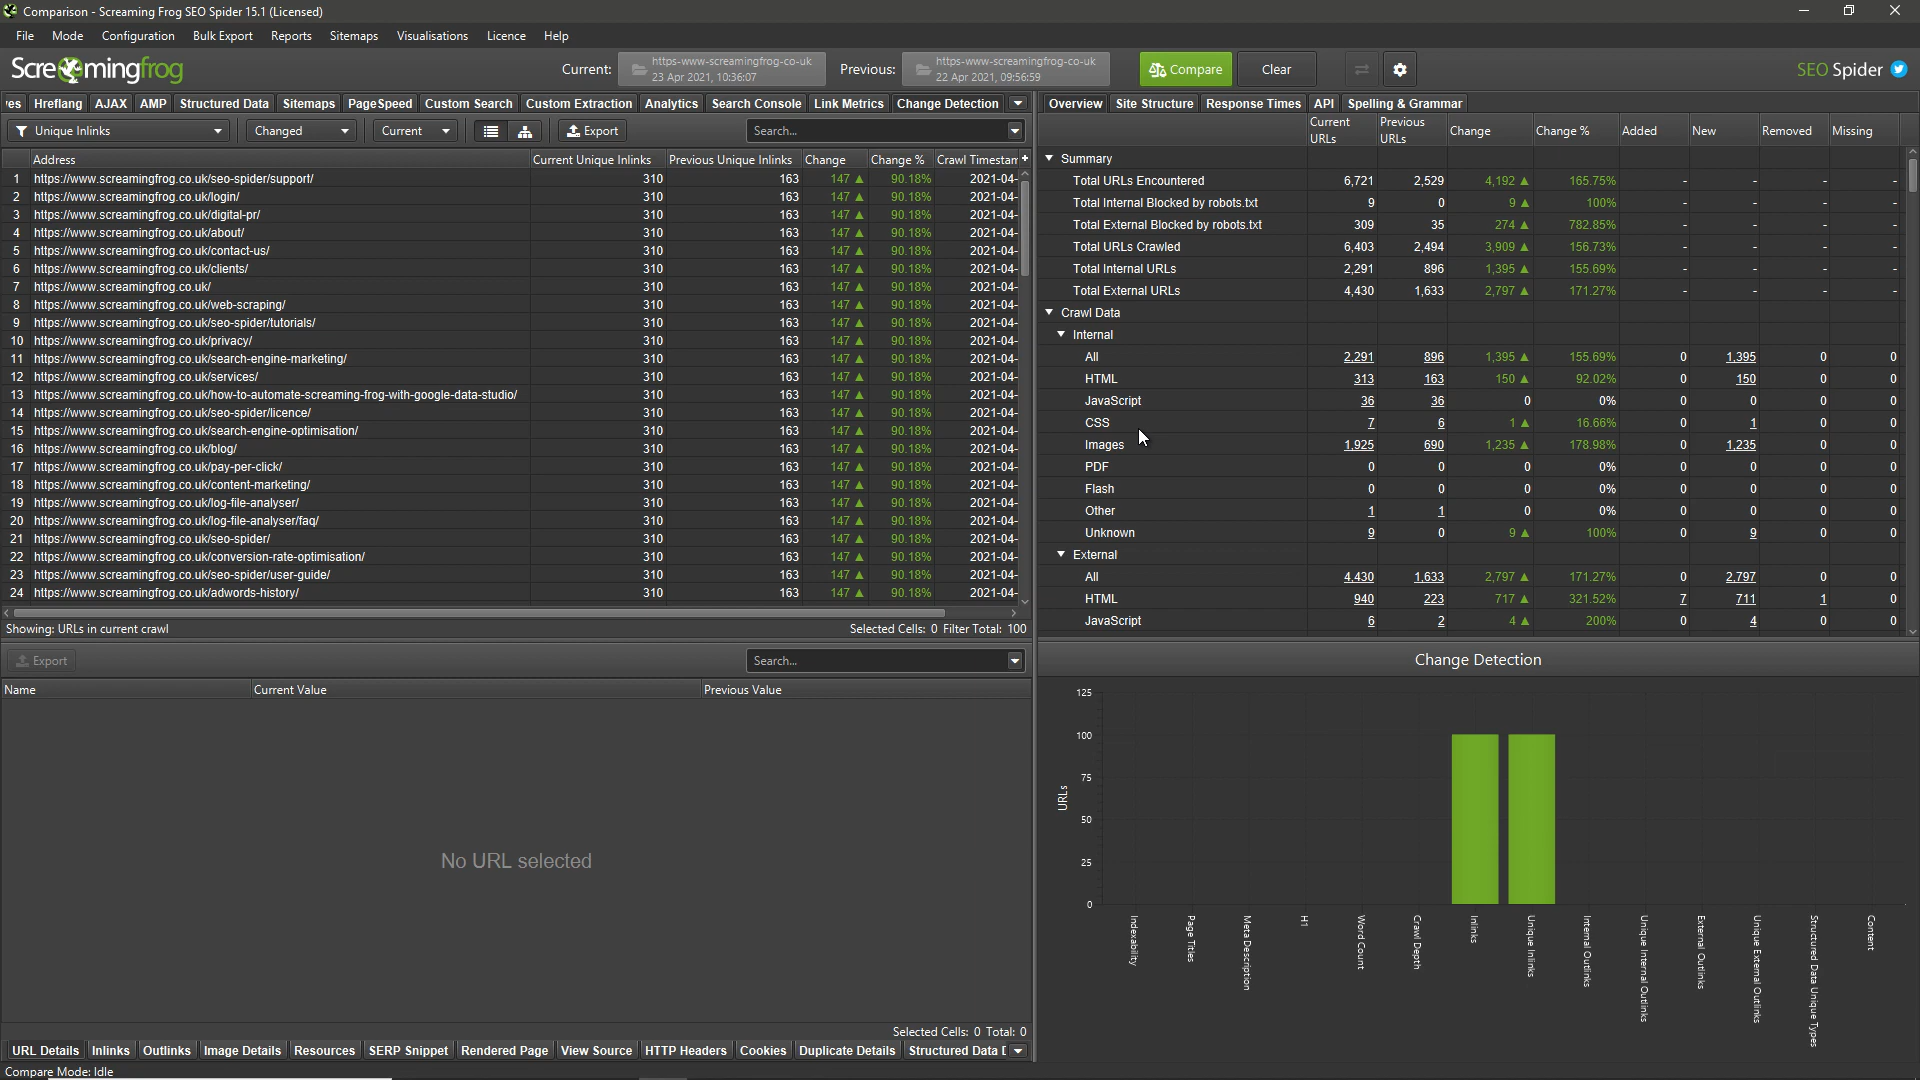 Comparison - Screaming Frog SEO Spider 15.1 (Licensed)
File Mode Configuration Bulk Export Reports Sitemaps Visualisations Licence Help
Screamingfrog
Current: https-www-screamingfrog-co-uk 23 Apr 2021, 10:36:07
Previous: https-www-screamingfrog-co-uk 22 Apr 2021, 09:56:59
Compare Clear
SEO Spider
es Hreflang AJAX AMP Structured Data Sitemaps PageSpeed Custom Search Custom Extraction Analytics Search Console Link Metrics Change Detection
Unique Inlinks Changed Current Export Search...
Address Current Unique Inlinks Previous Unique Inlinks Change Change % Crawl Timestam +
1 https://www.screamingfrog.co.uk/seo-spider/support/ 310 163 147 ▲ 90.18% 2021-04-
2 https://www.screamingfrog.co.uk/login/ 310 163 147 ▲ 90.18% 2021-04-
3 https://www.screamingfrog.co.uk/digital-pr/ 310 163 147 ▲ 90.18% 2021-04-
4 https://www.screamingfrog.co.uk/about/ 310 163 147 ▲ 90.18% 2021-04-
5 https://www.screamingfrog.co.uk/contact-us/ 310 163 147 ▲ 90.18% 2021-04-
6 https://www.screamingfrog.co.uk/clients/ 310 163 147 ▲ 90.18% 2021-04-
7 https://www.screamingfrog.co.uk/ 310 163 147 ▲ 90.18% 2021-04-
8 https://www.screamingfrog.co.uk/web-scraping/ 310 163 147 ▲ 90.18% 2021-04-
9 https://www.screamingfrog.co.uk/seo-spider/tutorials/ 310 163 147 ▲ 90.18% 2021-04-
10 https://www.screamingfrog.co.uk/privacy/ 310 163 147 ▲ 90.18% 2021-04-
11 https://www.screamingfrog.co.uk/search-engine-marketing/ 310 163 147 ▲ 90.18% 2021-04-
12 https://www.screamingfrog.co.uk/services/ 310 163 147 ▲ 90.18% 2021-04-
13 https://www.screamingfrog.co.uk/how-to-automate-screaming-frog-with-google-data-studio/ 310 163 147 ▲ 90.18% 2021-04-
14 https://www.screamingfrog.co.uk/seo-spider/licence/ 310 163 147 ▲ 90.18% 2021-04-
15 https://www.screamingfrog.co.uk/search-engine-optimisation/ 310 163 147 ▲ 90.18% 2021-04-
16 https://www.screamingfrog.co.uk/blog/ 310 163 147 ▲ 90.18% 2021-04-
17 https://www.screamingfrog.co.uk/pay-per-click/ 310 163 147 ▲ 90.18% 2021-04-
18 https://www.screamingfrog.co.uk/content-marketing/ 310 163 147 ▲ 90.18% 2021-04-
19 https://www.screamingfrog.co.uk/log-file-analyser/ 310 163 147 ▲ 90.18% 2021-04-
20 https://www.screamingfrog.co.uk/log-file-analyser/faq/ 310 163 147 ▲ 90.18% 2021-04-
21 https://www.screamingfrog.co.uk/seo-spider/ 310 163 147 ▲ 90.18% 2021-04-
22 https://www.screamingfrog.co.uk/conversion-rate-optimisation/ 310 163 147 ▲ 90.18% 2021-04-
23 https://www.screamingfrog.co.uk/seo-spider/user-guide/ 310 163 147 ▲ 90.18% 2021-04-
24 https://www.screamingfrog.co.uk/adwords-history/ 310 163 147 ▲ 90.18% 2021-04-
Showing: URLs in current crawl Selected Cells: 0 Filter Total: 100
Export Search...
Name Current Value Previous Value
No URL selected
Selected Cells: 0 Total: 0
URL Details Inlinks Outlinks Image Details Resources SERP Snippet Rendered Page View Source HTTP Headers Cookies Duplicate Details Structured Data
Compare Mode: Idle
Overview Site Structure Response Times API Spelling & Grammar
Current URLs Previous URLs Change Change % Added New Removed Missing
Summary
Total URLs Encountered 6,721 2,529 4,192 ▲ 165.75% - - - -
Total Internal Blocked by robots.txt 9 0 9 ▲ 100% - - - -
Total External Blocked by robots.txt 309 35 274 ▲ 782.85% - - - -
Total URLs Crawled 6,403 2,494 3,909 ▲ 156.73% - - - -
Total Internal URLs 2,291 896 1,395 ▲ 155.69% - - - -
Total External URLs 4,430 1,633 2,797 ▲ 171.27% - - - -
Crawl Data
Internal
All 2,291 896 1,395 ▲ 155.69% 0 1,395 0 0
HTML 313 163 150 ▲ 92.02% 0 150 0 0
JavaScript 36 36 0 0% 0 0 0 0
CSS 7 6 1 ▲ 16.66% 0 1 0 0
Images 1,925 690 1,235 ▲ 178.98% 0 1,235 0 0
PDF 0 0 0 0% 0 0 0 0
Flash 0 0 0 0% 0 0 0 0
Other 1 1 0 0% 0 0 0 0
Unknown 9 0 9 ▲ 100% 0 9 0 0
External
All 4,430 1,633 2,797 ▲ 171.27% 0 2,797 0 0
HTML 940 223 717 ▲ 321.52% 7 711 1 0
JavaScript 6 2 4 ▲ 200% 0 4 0 0
Change Detection
125
100
75
50
25
0
URLs
Indexability
Page Titles
Meta Description
H1
Word Count
Crawl Depth
Inlinks
Unique Inlinks
Internal Outlinks
Unique Internal Outlinks
External Outlinks
Unique External Outlinks
Structured Data Unique Types
Content